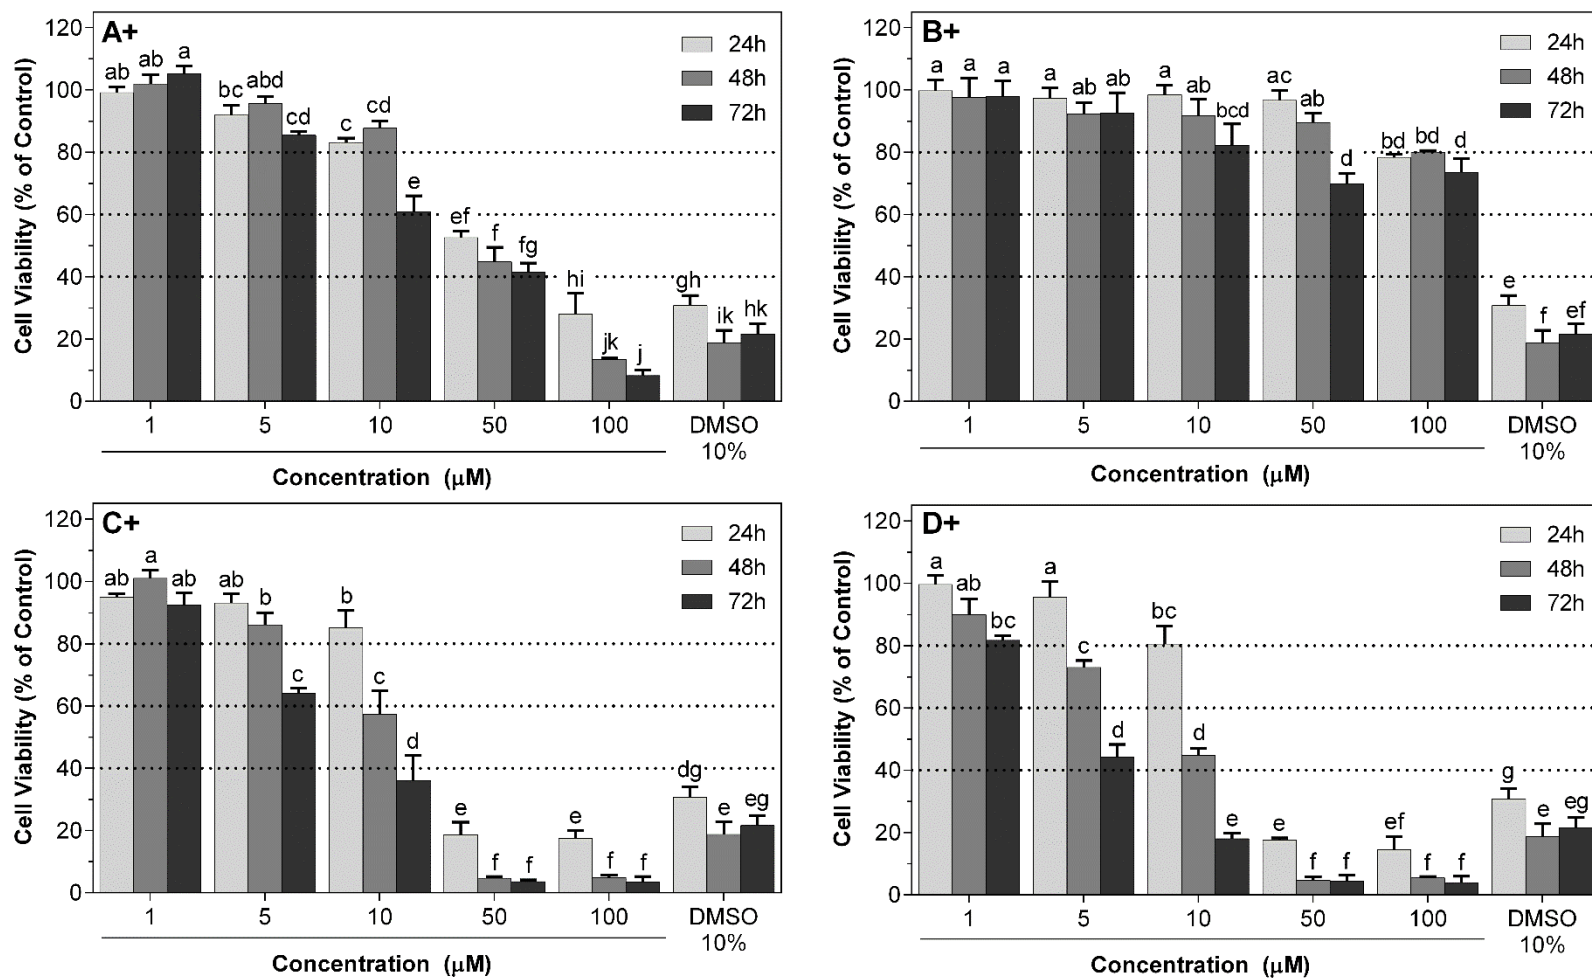 A+
Cell Viability (% of Control)
120
100
80
60
40
20
0
24h
48h
72h
ab ab a
bc abd cd
c cd e
ef f fg
hi jk j
gh ik hk
1 5 10 50 100 DMSO
10%
Concentration (μM)
B+
Cell Viability (% of Control)
120
100
80
60
40
20
0
24h
48h
72h
a a a
a ab ab
a ab bcd
ac ab d
bd bd d
e f ef
1 5 10 50 100 DMSO
10%
Concentration (μM)
C+
Cell Viability (% of Control)
120
100
80
60
40
20
0
24h
48h
72h
ab a ab
ab b c
b c d
e f f
e f f
dg e eg
1 5 10 50 100 DMSO
10%
Concentration (μM)
D+
Cell Viability (% of Control)
120
100
80
60
40
20
0
24h
48h
72h
a ab bc
a c d
bc d e
e f f
ef f f
g e eg
1 5 10 50 100 DMSO
10%
Concentration (μM)